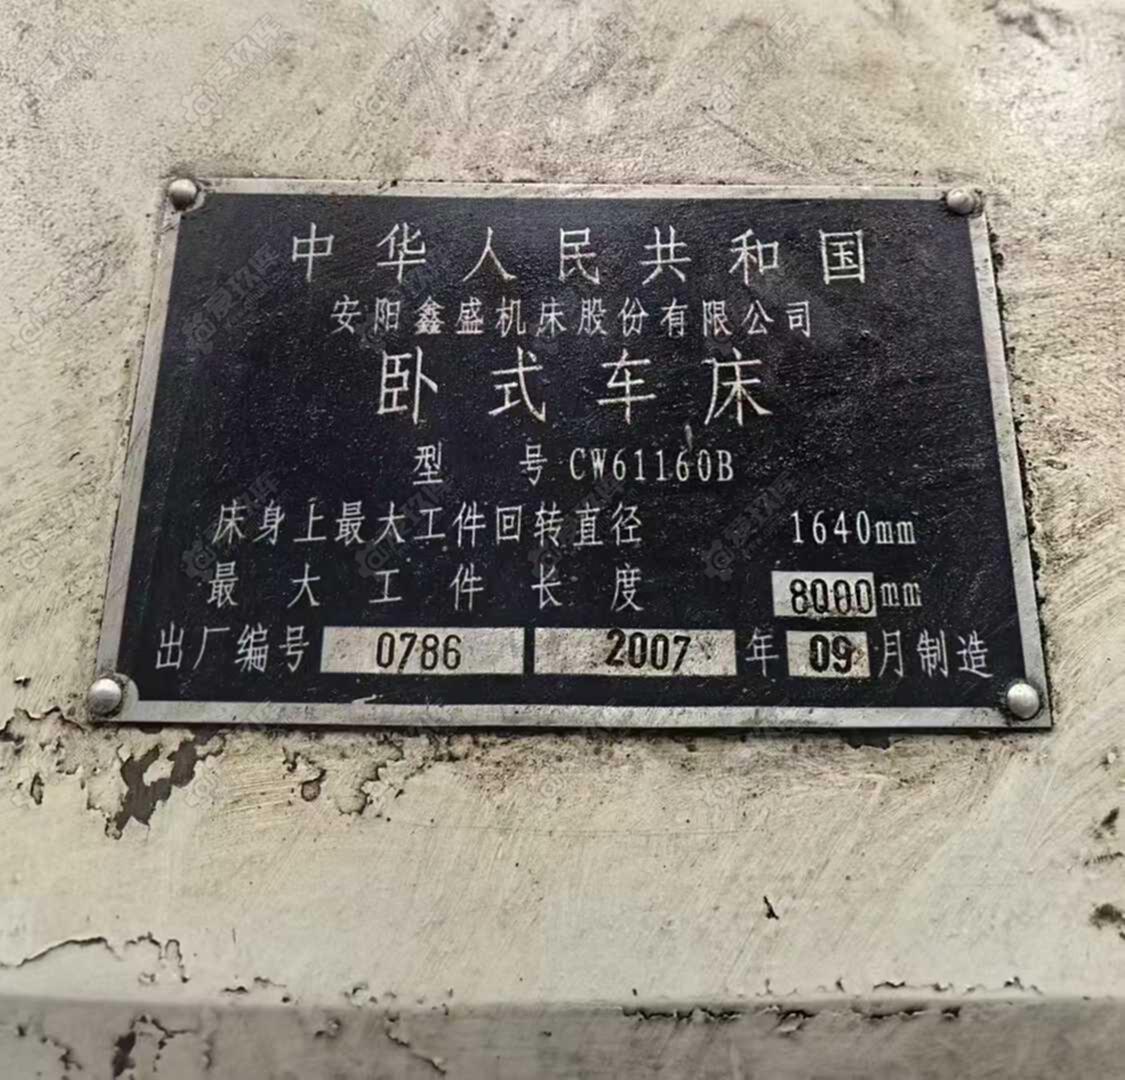 中华人民共和国
安阳鑫盛机床股份有限公司
卧式车床
型 号 CW61160B
床身上最大工件回转直径 1640mm
最大工件长度 8000mm
出厂编号 0786 2007 年 09 月制造